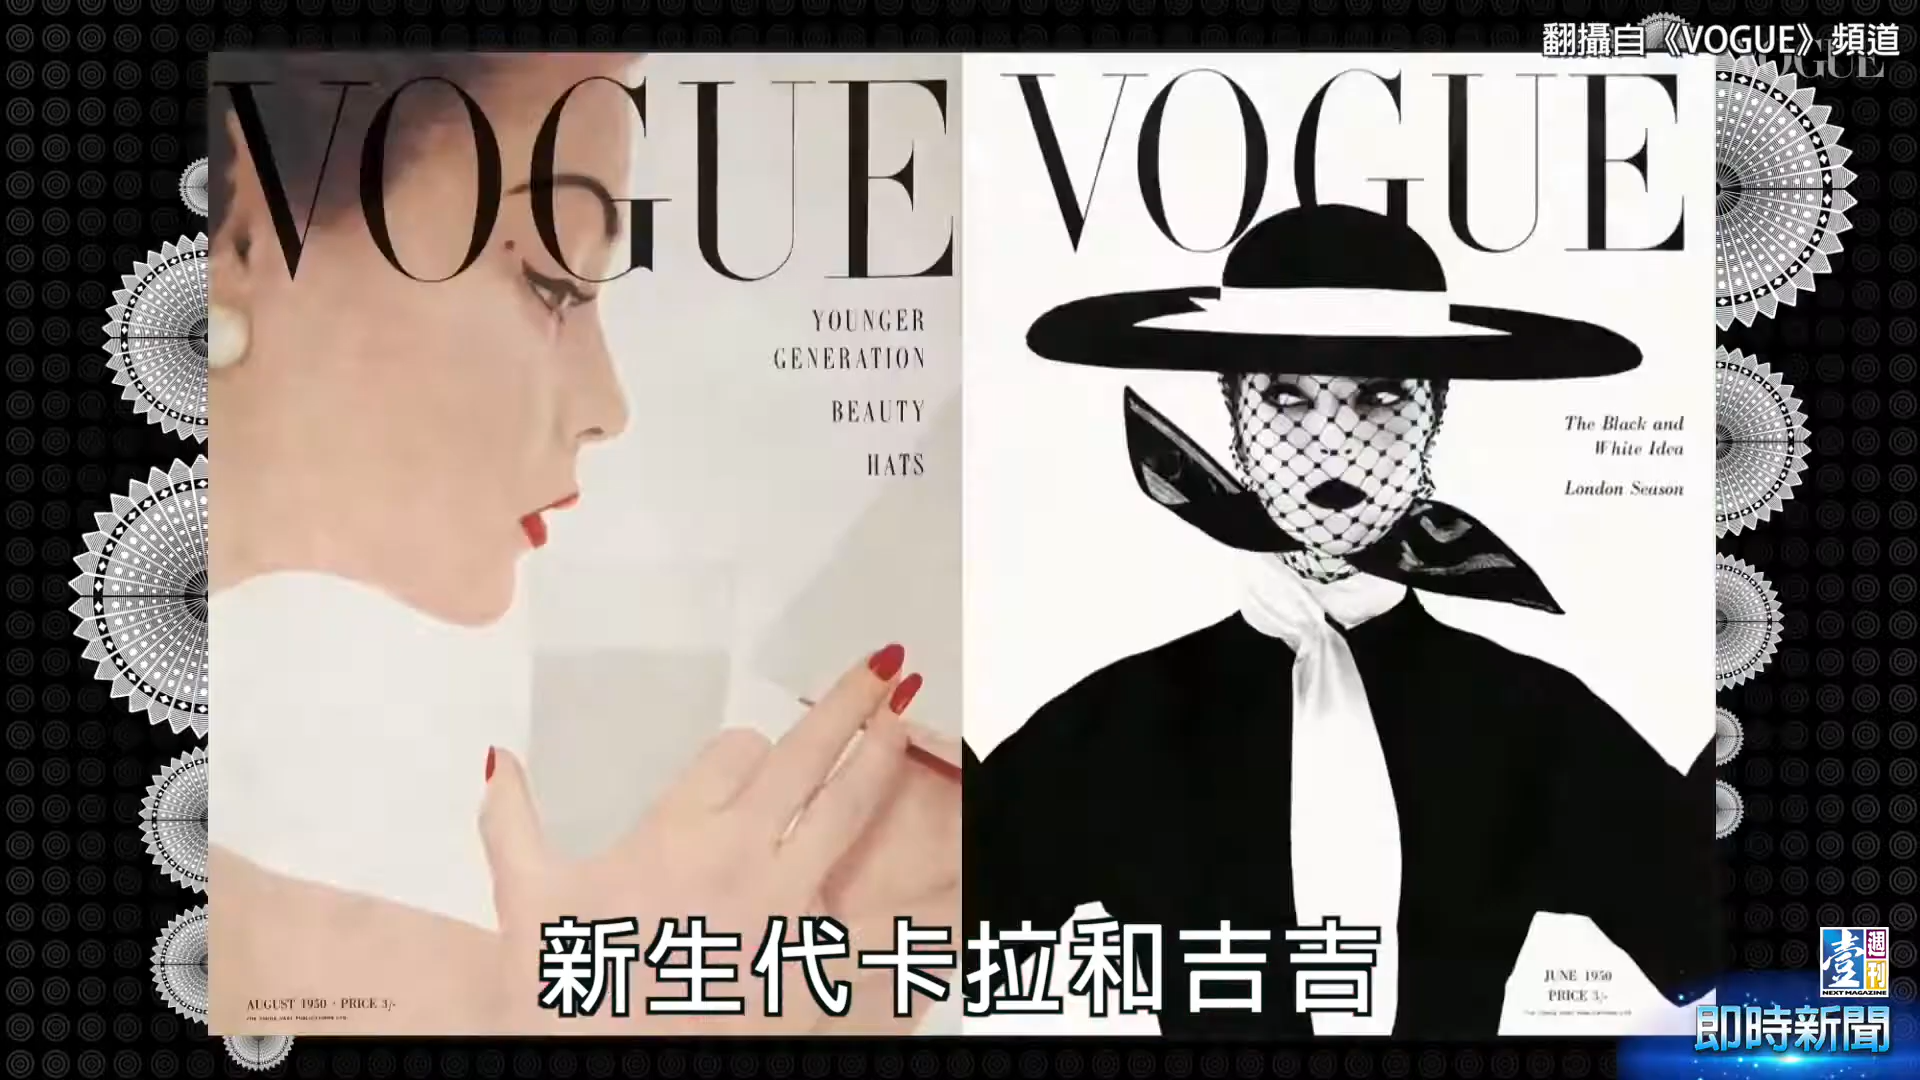 翻攝自《VOGUE》頻道
VOGUE
VOGUE
YOUNGER
GENERATION
BEAUTY
HATS
AUGUST 1950 · PRICE 3/-
VOGUE
The Black and
White Idea
London Season
JUNE 1950
PRICE 3/-
新生代卡拉和吉吉
壹週刊
NEXT MAGAZINE
即時新聞